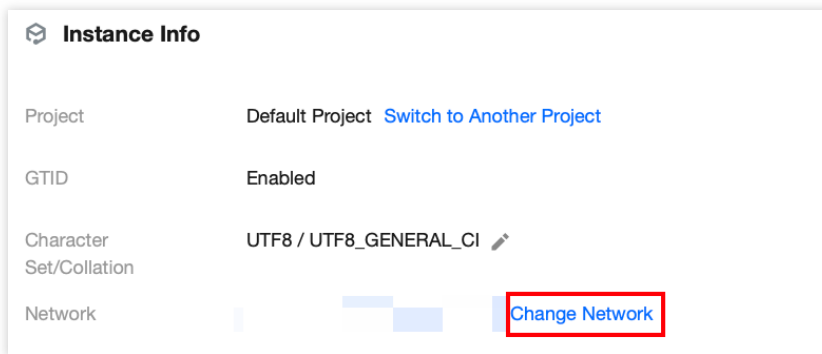 Instance Info
Project Default Project Switch to Another Project
GTID Enabled
Character Set/Collation UTF8 / UTF8_GENERAL_CI
Network Change Network